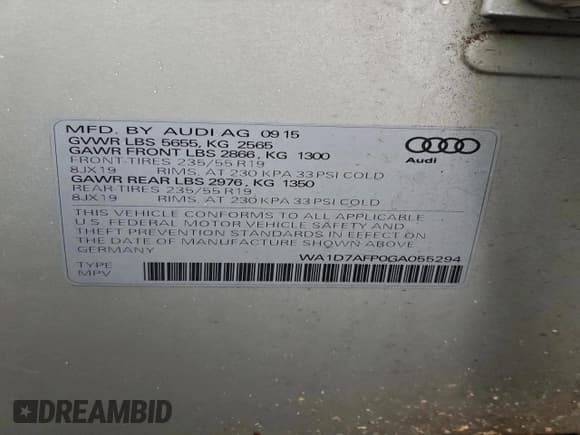 MFD. BY AUDI AG 09 15
GVWR LBS 5655, KG 2565
GAWR FRONT LBS 2866, KG 1300
FRONT-TIRES 235/55 R19
8JX19 RIMS, AT 230 KPA 33 PSI COLD
GAWR REAR LBS 2976, KG 1350
REAR-TIRES 235/55 R19
8JX19 RIMS, AT 230 KPA 33 PSI COLD
THIS VEHICLE CONFORMS TO ALL APPLICABLE
U.S. FEDERAL MOTOR VEHICLE SAFETY AND
THEFT PREVENTION STANDARDS IN EFFECT ON
THE DATE OF MANUFACTURE SHOWN ABOVE
GERMANY
WA1D7AFP0GA055294
TYPE
MPV
Audi
DREAMBID